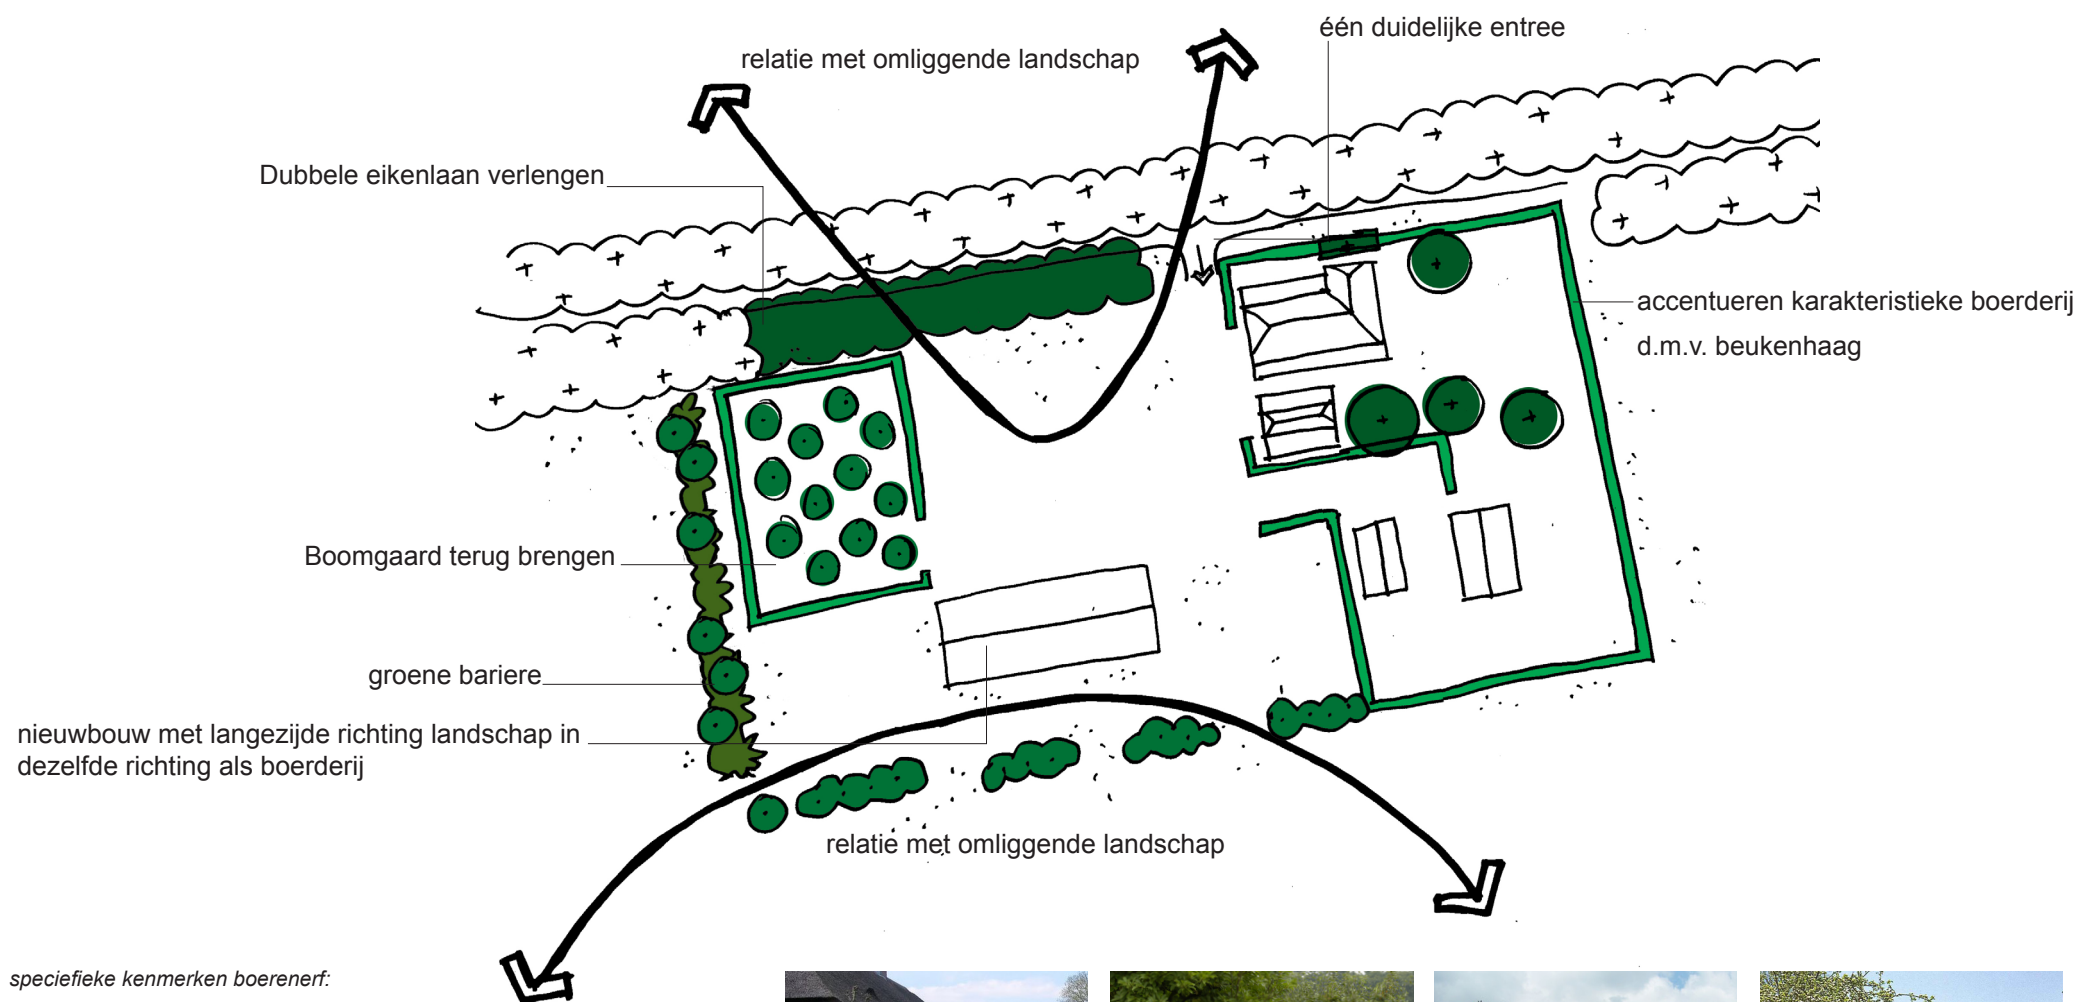 één duidelijke entree
relatie met omliggende landschap
Dubbele eikenlaan verlengen
accentueren karakteristieke boerderij
d.m.v. beukenhaag
Boomgaard terug brengen
groene bariere
nieuwbouw met langezijde richting landschap in
dezelfde richting als boerderij
relatie met omliggende landschap
speciefieke kenmerken boerenerf: